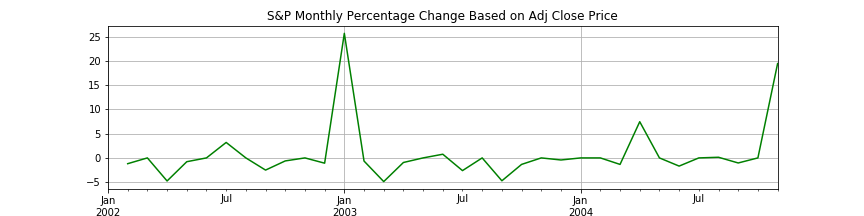 S&P Monthly Percentage Change Based on Adj Close Price
25
20
15
10
5
0
−5
Jan
2002
Jul
Jan
2003
Jul
Jan
2004
Jul